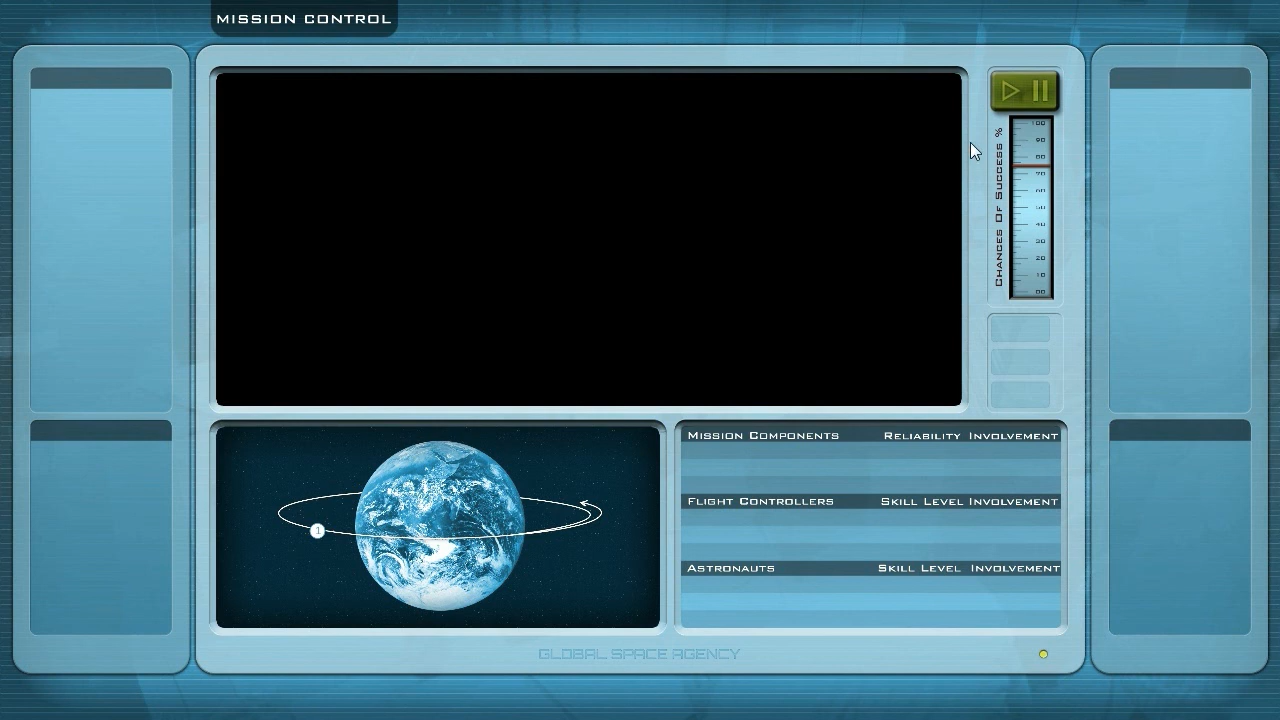 MISSION CONTROL
CHANCES OF SUCCESS %
100
90
80
70
60
50
40
30
20
10
00
1
MISSION COMPONENTS RELIABILITY INVOLVEMENT
FLIGHT CONTROLLERS SKILL LEVEL INVOLVEMENT
ASTRONAUTS SKILL LEVEL INVOLVEMENT
GLOBAL SPACE AGENCY